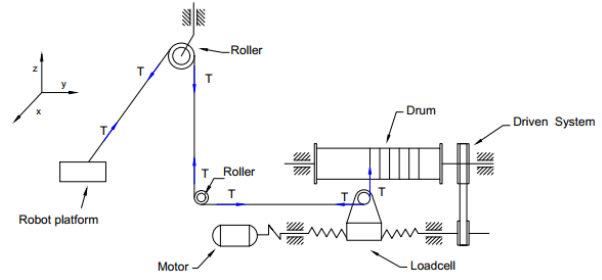 Roller
T
T
z
y
x
Drum
Driven System
T
T
Roller
T
T
T
T
Robot platform
Motor
Loadcell